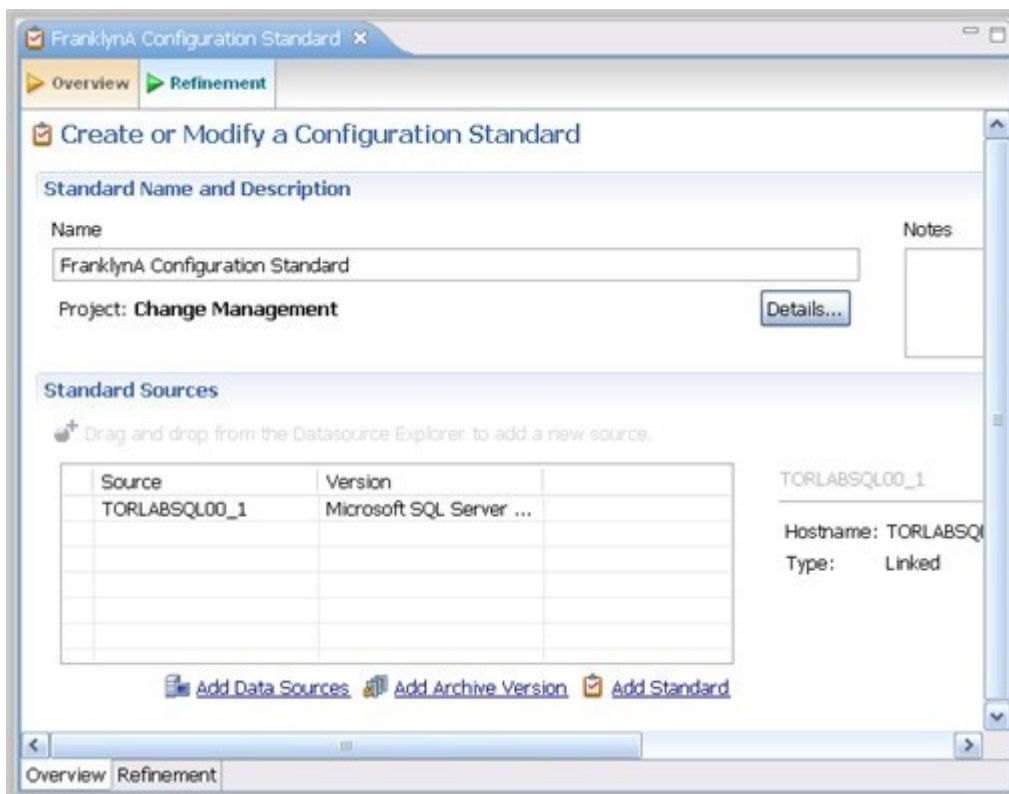 FranklynA Configuration Standard
Overview Refinement
Create or Modify a Configuration Standard
Standard Name and Description
Name Notes
FranklynA Configuration Standard
Project: Change Management Details...
Standard Sources
Drag and drop from the Datasource Explorer to add a new source.
Source Version TORLABSQL00_1
TORLABSQL00_1 Microsoft SQL Server ...
Hostname: TORLABSQL
Type: Linked
Add Data Sources Add Archive Version Add Standard
Overview Refinement